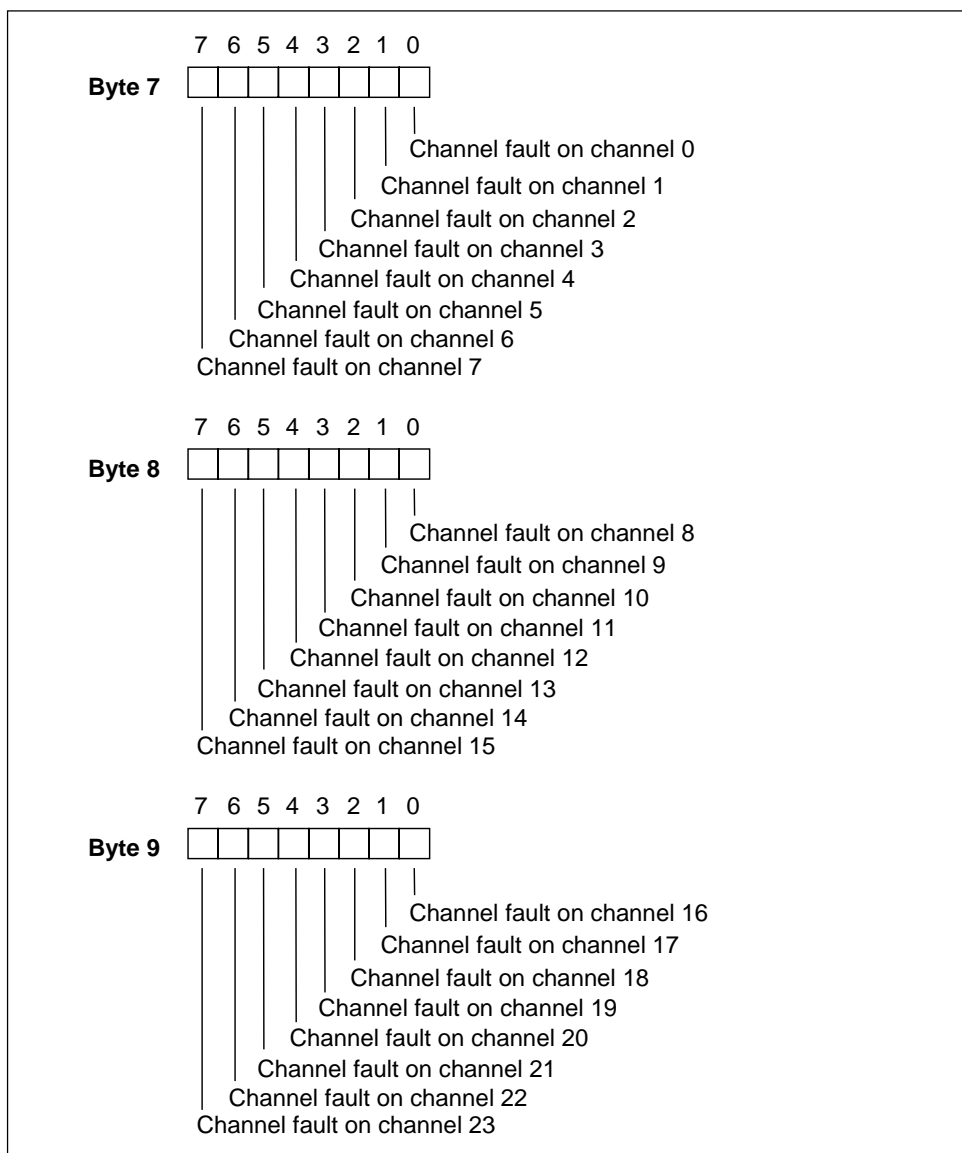 7 6 5 4 3 2 1 0
Byte 7
Channel fault on channel 0
Channel fault on channel 1
Channel fault on channel 2
Channel fault on channel 3
Channel fault on channel 4
Channel fault on channel 5
Channel fault on channel 6
Channel fault on channel 7
7 6 5 4 3 2 1 0
Byte 8
Channel fault on channel 8
Channel fault on channel 9
Channel fault on channel 10
Channel fault on channel 11
Channel fault on channel 12
Channel fault on channel 13
Channel fault on channel 14
Channel fault on channel 15
7 6 5 4 3 2 1 0
Byte 9
Channel fault on channel 16
Channel fault on channel 17
Channel fault on channel 18
Channel fault on channel 19
Channel fault on channel 20
Channel fault on channel 21
Channel fault on channel 22
Channel fault on channel 23